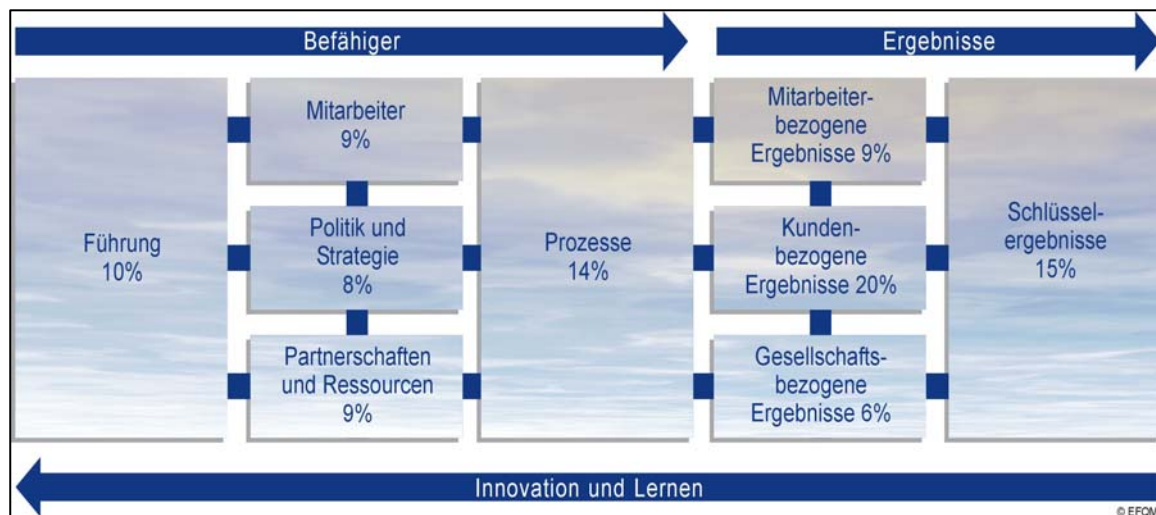 Befähiger
Ergebnisse
Führung
10%
Mitarbeiter
9%
Politik und
Strategie
8%
Partnerschaften
und Ressourcen
9%
Prozesse
14%
Mitarbeiter-
bezogene
Ergebnisse 9%
Kunden-
bezogene
Ergebnisse 20%
Gesellschafts-
bezogene
Ergebnisse 6%
Schlüssel-
ergebnisse
15%
Innovation und Lernen
© EFQM